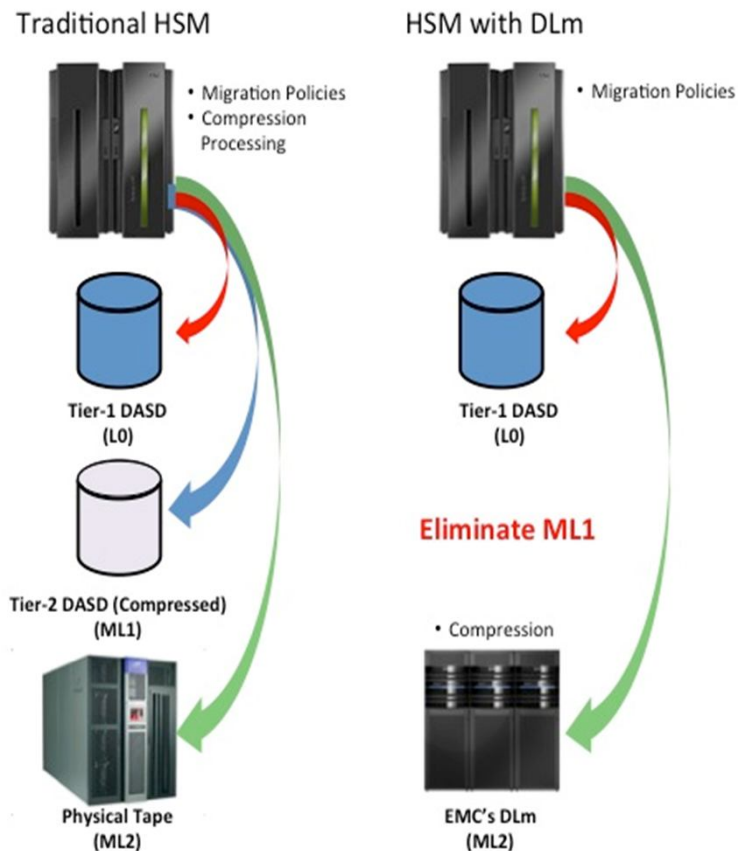 Traditional HSM
• Migration Policies
• Compression
Processing
Tier-1 DASD
(L0)
Tier-2 DASD (Compressed)
(ML1)
Physical Tape
(ML2)
HSM with DLm
• Migration Policies
Tier-1 DASD
(L0)
Eliminate ML1
• Compression
EMC's DLm
(ML2)